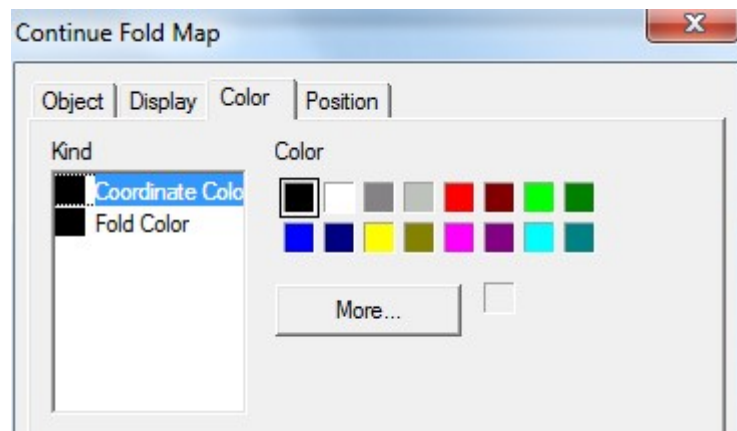 Continue Fold Map
Object Display Color Position
Kind Color
Coordinate Colo
Fold Color
More...